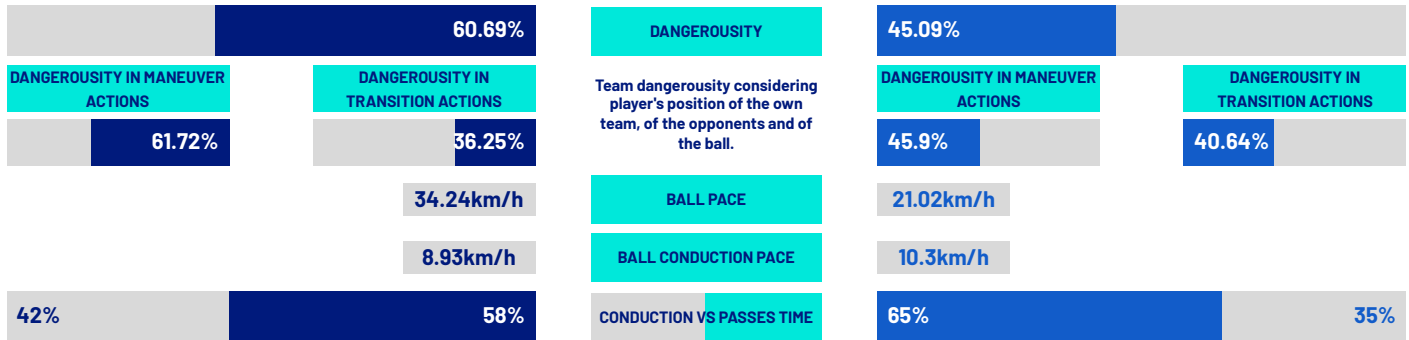 60.69%
DANGEROUSITY
45.09%
DANGEROUSITY IN MANEUVER
ACTIONS
DANGEROUSITY IN
TRANSITION ACTIONS
Team dangerousity considering
player's position of the own
team, of the opponents and of
the ball.
DANGEROUSITY IN MANEUVER
ACTIONS
DANGEROUSITY IN
TRANSITION ACTIONS
61.72%
36.25%
45.9%
40.64%
34.24km/h
BALL PACE
21.02km/h
8.93km/h
BALL CONDUCTION PACE
10.3km/h
42%
58%
CONDUCTION VS PASSES TIME
65%
35%